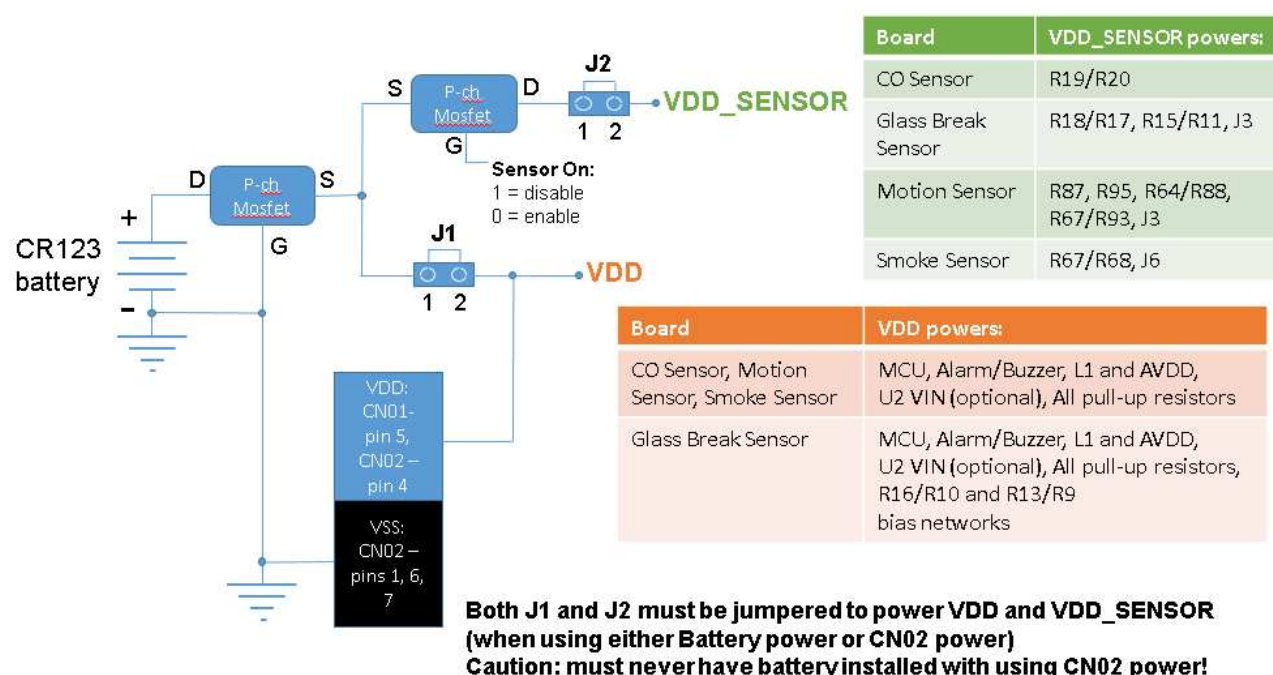 J2
S
P-ch
Mosfet
D
1 2
VDD_SENSOR
G
Sensor On:
1 = disable
0 = enable
D
P-ch
Mosfet
S
G
+
CR123
battery
-
J1
1 2
VDD
VDD:
CN01-
pin 5,
CN02 –
pin 4
VSS:
CN02 –
pins 1, 6,
7
Board VDD_SENSOR powers:
CO Sensor R19/R20
Glass Break R18/R17, R15/R11, J3
Sensor
Motion Sensor R87, R95, R64/R88,
R67/R93, J3
Smoke Sensor R67/R68, J6
Board VDD powers:
CO Sensor, Motion MCU, Alarm/Buzzer, L1 and AVDD,
Sensor, Smoke Sensor U2 VIN (optional), All pull-up resistors
Glass Break Sensor MCU, Alarm/Buzzer, L1 and AVDD,
U2 VIN (optional), All pull-up resistors,
R16/R10 and R13/R9
bias networks
Both J1 and J2 must be jumpered to power VDD and VDD_SENSOR
(when using either Battery power or CN02 power)
Caution: must never have battery installed with using CN02 power!